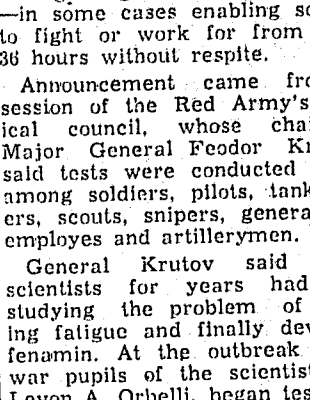 —in some cases enabling so
to fight or work for from
36 hours without respite.
Announcement came fro
session of the Red Army's
ical council, whose chai
Major General Feodor Kr
said tests were conducted
among soldiers, pilots, tank
ers, scouts, snipers, genera
employes and artillerymen.
General Krutov said
scientists for years had
studying the problem of
ing fatigue and finally dev
fenamin. At the outbreak
war pupils of the scientist
Levon A. Orbelli, began tes